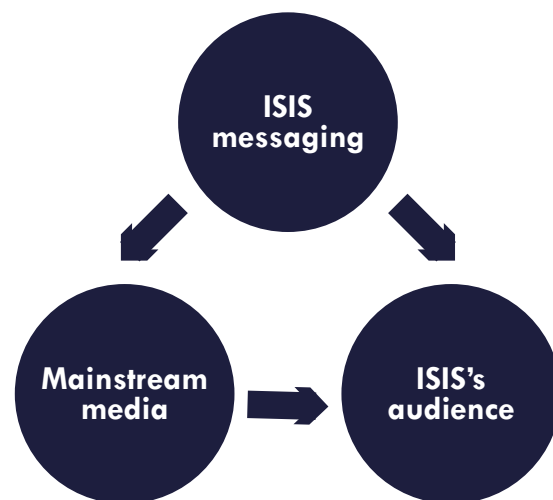 ISIS
messaging
Mainstream
media
ISIS's
audience